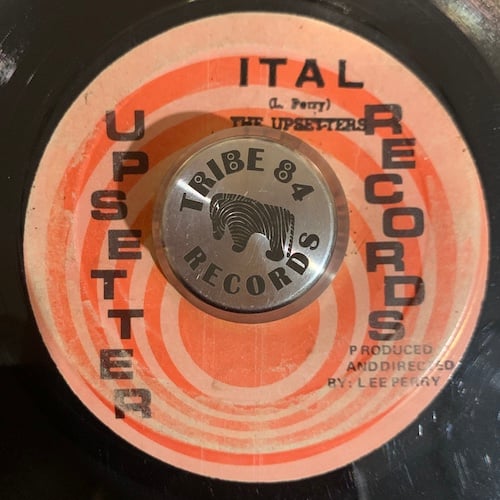 ITAL
(L. Perry)
THE UPSETTERS
UPSETTER
RECORDS
TRIBE 84
RECORDS
PRODUCED
AND DIRECTED
BY: LEE PERRY